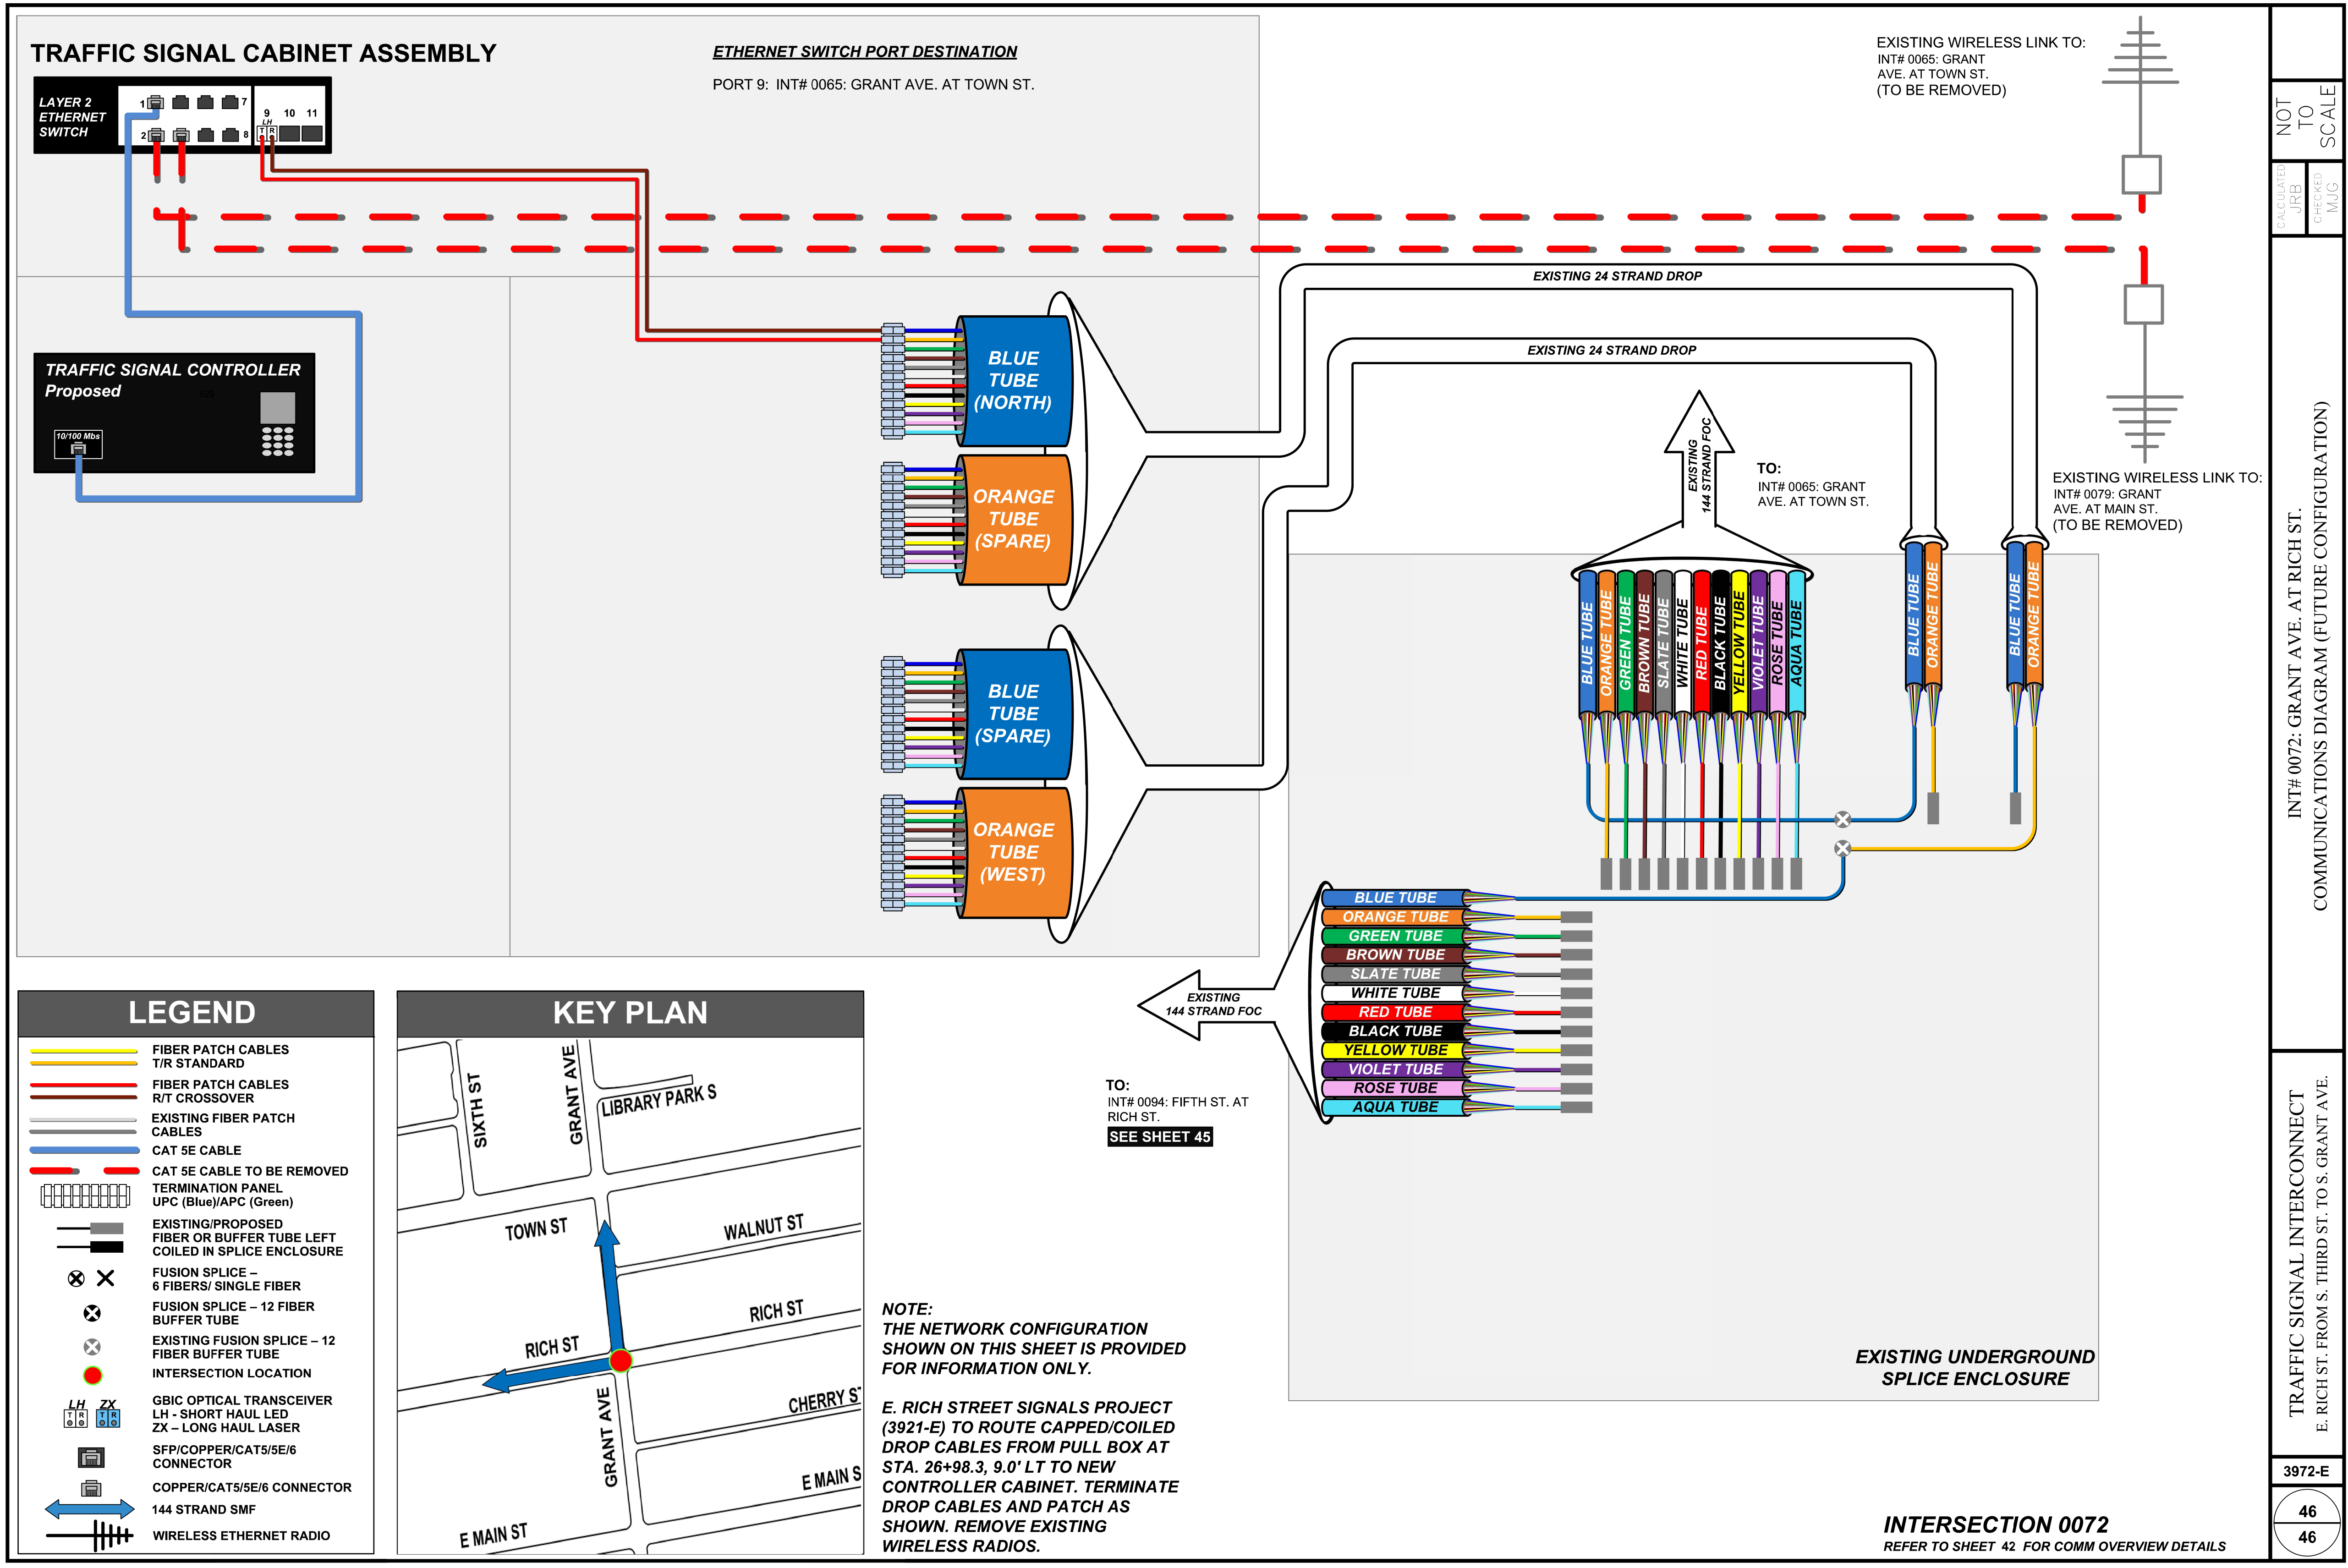 TRAFFIC SIGNAL CABINET ASSEMBLY
LAYER 2
ETHERNET
SWITCH
1
7
2
8
9
10
11
LH
T R
ETHERNET SWITCH PORT DESTINATION
PORT 9: INT# 0065: GRANT AVE. AT TOWN ST.
EXISTING WIRELESS LINK TO:
INT# 0065: GRANT
AVE. AT TOWN ST.
(TO BE REMOVED)
TRAFFIC SIGNAL CONTROLLER
Proposed
10/100 Mbs
BLUE
TUBE
(NORTH)
ORANGE
TUBE
(SPARE)
BLUE
TUBE
(SPARE)
ORANGE
TUBE
(WEST)
EXISTING 24 STRAND DROP
EXISTING 24 STRAND DROP
EXISTING
144 STRAND FOC
TO:
INT# 0065: GRANT
AVE. AT TOWN ST.
EXISTING WIRELESS LINK TO:
INT# 0079: GRANT
AVE. AT MAIN ST.
(TO BE REMOVED)
BLUE TUBE
ORANGE TUBE
GREEN TUBE
BROWN TUBE
SLATE TUBE
WHITE TUBE
RED TUBE
BLACK TUBE
YELLOW TUBE
VIOLET TUBE
ROSE TUBE
AQUA TUBE
BLUE TUBE
ORANGE TUBE
BLUE TUBE
ORANGE TUBE
BLUE TUBE
ORANGE TUBE
GREEN TUBE
BROWN TUBE
SLATE TUBE
WHITE TUBE
RED TUBE
BLACK TUBE
YELLOW TUBE
VIOLET TUBE
ROSE TUBE
AQUA TUBE
EXISTING
144 STRAND FOC
TO:
INT# 0094: FIFTH ST. AT
RICH ST.
SEE SHEET 45
EXISTING UNDERGROUND
SPLICE ENCLOSURE
LEGEND
FIBER PATCH CABLES
T/R STANDARD
FIBER PATCH CABLES
R/T CROSSOVER
EXISTING FIBER PATCH
CABLES
CAT 5E CABLE
CAT 5E CABLE TO BE REMOVED
TERMINATION PANEL
UPC (Blue)/APC (Green)
EXISTING/PROPOSED
FIBER OR BUFFER TUBE LEFT
COILED IN SPLICE ENCLOSURE
FUSION SPLICE –
6 FIBERS/ SINGLE FIBER
FUSION SPLICE – 12 FIBER
BUFFER TUBE
EXISTING FUSION SPLICE – 12
FIBER BUFFER TUBE
INTERSECTION LOCATION
LH ZX
T R T R
GBIC OPTICAL TRANSCEIVER
LH - SHORT HAUL LED
ZX – LONG HAUL LASER
SFP/COPPER/CAT5/5E/6
CONNECTOR
COPPER/CAT5/5E/6 CONNECTOR
144 STRAND SMF
WIRELESS ETHERNET RADIO
KEY PLAN
SIXTH ST
GRANT AVE
LIBRARY PARK S
TOWN ST
WALNUT ST
RICH ST
RICH ST
GRANT AVE
CHERRY ST
E MAIN S
E MAIN ST
NOTE:
THE NETWORK CONFIGURATION
SHOWN ON THIS SHEET IS PROVIDED
FOR INFORMATION ONLY.
E. RICH STREET SIGNALS PROJECT
(3921-E) TO ROUTE CAPPED/COILED
DROP CABLES FROM PULL BOX AT
STA. 26+98.3, 9.0' LT TO NEW
CONTROLLER CABINET. TERMINATE
DROP CABLES AND PATCH AS
SHOWN. REMOVE EXISTING
WIRELESS RADIOS.
INTERSECTION 0072
REFER TO SHEET 42 FOR COMM OVERVIEW DETAILS
NOT
TO
SCALE
CALCULATED
JRB
CHECKED
MJG
INT# 0072: GRANT AVE. AT RICH ST.
COMMUNICATIONS DIAGRAM (FUTURE CONFIGURATION)
TRAFFIC SIGNAL INTERCONNECT
E. RICH ST. FROM S. THIRD ST. TO S. GRANT AVE.
3972-E
46
46